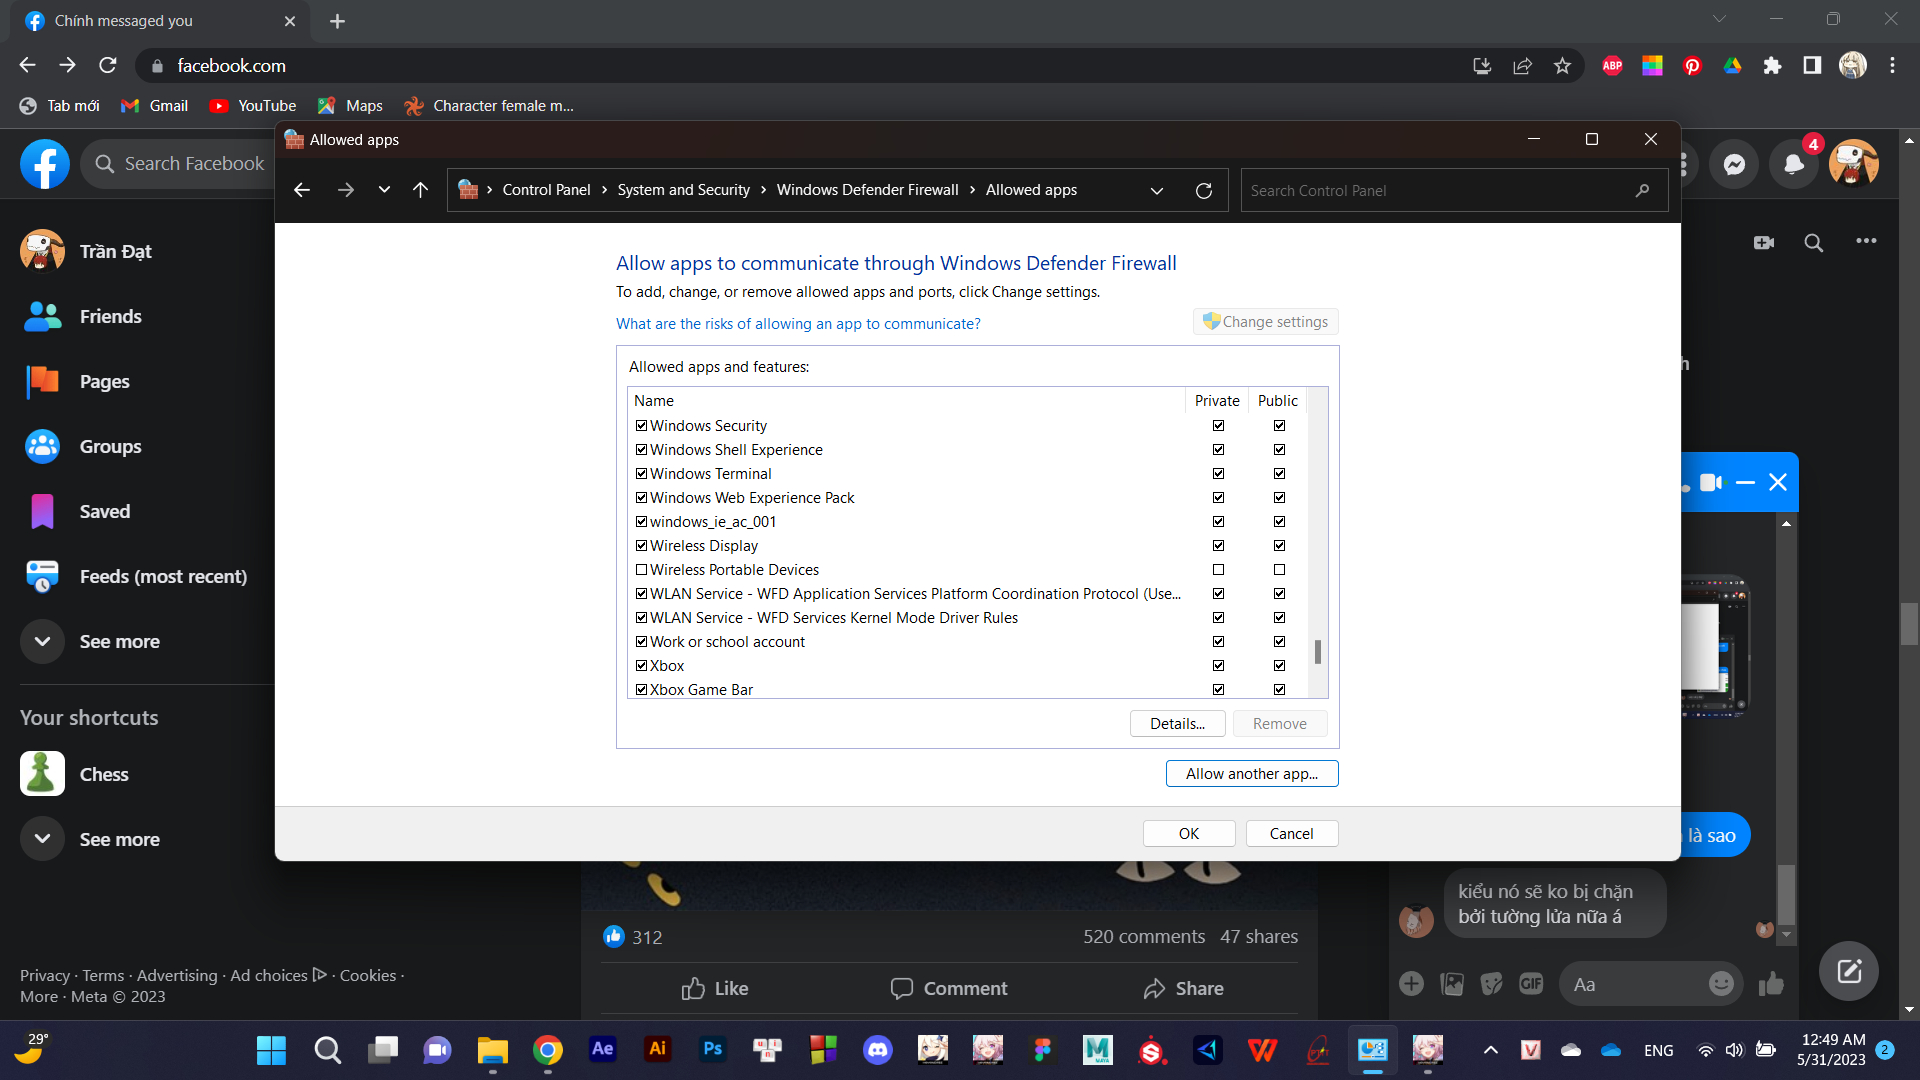 Chính messaged you
facebook.com
ABP
Tab mới
Gmail
YouTube
Maps
Character female m...
Allowed apps
Search Facebook
4
Control Panel
System and Security
Windows Defender Firewall
Allowed apps
Search Control Panel
Trần Đạt
Friends
Pages
Groups
Saved
Feeds (most recent)
See more
Your shortcuts
Chess
See more
Privacy · Terms · Advertising · Ad choices · Cookies ·
More · Meta © 2023
Allow apps to communicate through Windows Defender Firewall
To add, change, or remove allowed apps and ports, click Change settings.
What are the risks of allowing an app to communicate?
Change settings
Allowed apps and features:
Name Private Public
Windows Security
Windows Shell Experience
Windows Terminal
Windows Web Experience Pack
windows_ie_ac_001
Wireless Display
Wireless Portable Devices
WLAN Service - WFD Application Services Platform Coordination Protocol (Use...
WLAN Service - WFD Services Kernel Mode Driver Rules
Work or school account
Xbox
Xbox Game Bar
Details...
Remove
Allow another app...
OK
Cancel
h
là sao
kiểu nó sẽ ko bị chặn
bởi tường lửa nữa á
312
520 comments 47 shares
Like
Comment
Share
GIF
Aa
29°
Ae
Ai
Ps
M
ENG
12:49 AM
5/31/2023
2